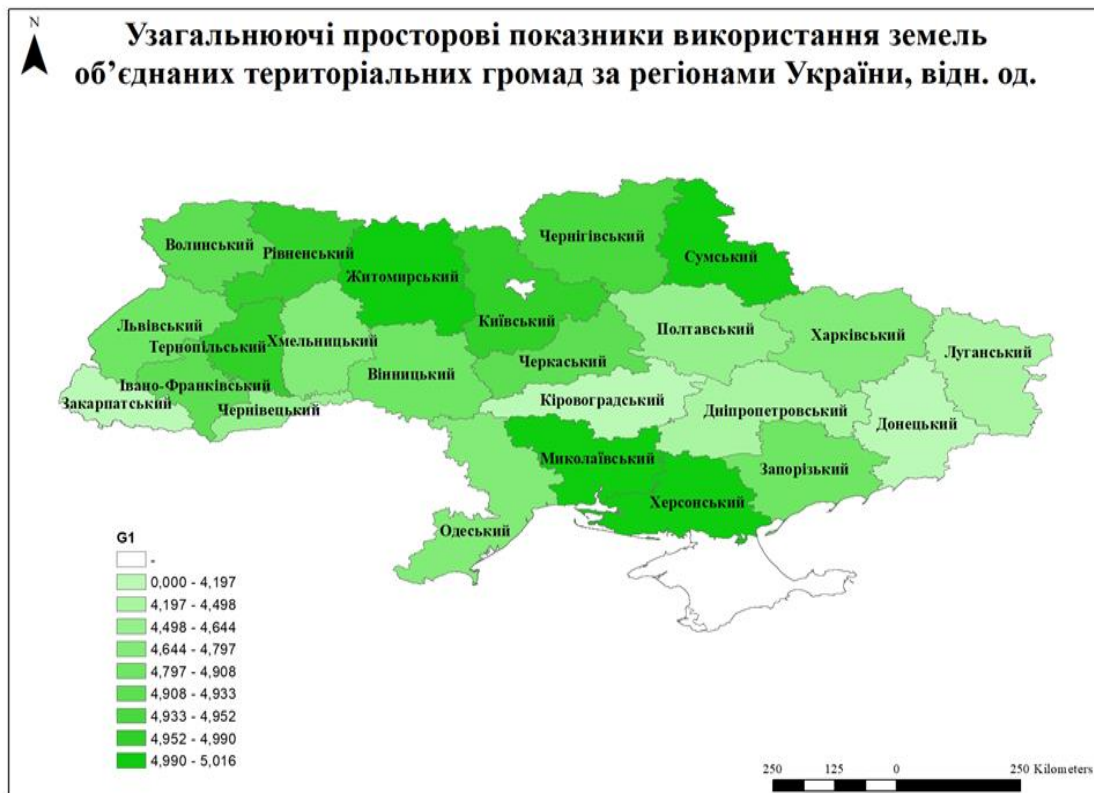 N
Узагальнюючі просторові показники використання земель
об’єднаних територіальних громад за регіонами України, відн. од.
Волинський
Рівненський
Житомирський
Чернігівський
Сумський
Львівський
Тернопільський
Хмельницький
Київський
Полтавський
Харківський
Луганський
Івано-Франківський
Вінницький
Черкаський
Закарпатський
Чернівецький
Кіровоградський
Дніпропетровський
Донецький
Миколаївський
Запорізький
Херсонський
Одеський
G1
-
0,000 - 4,197
4,197 - 4,498
4,498 - 4,644
4,644 - 4,797
4,797 - 4,908
4,908 - 4,933
4,933 - 4,952
4,952 - 4,990
4,990 - 5,016
250 125 0 250 Kilometers